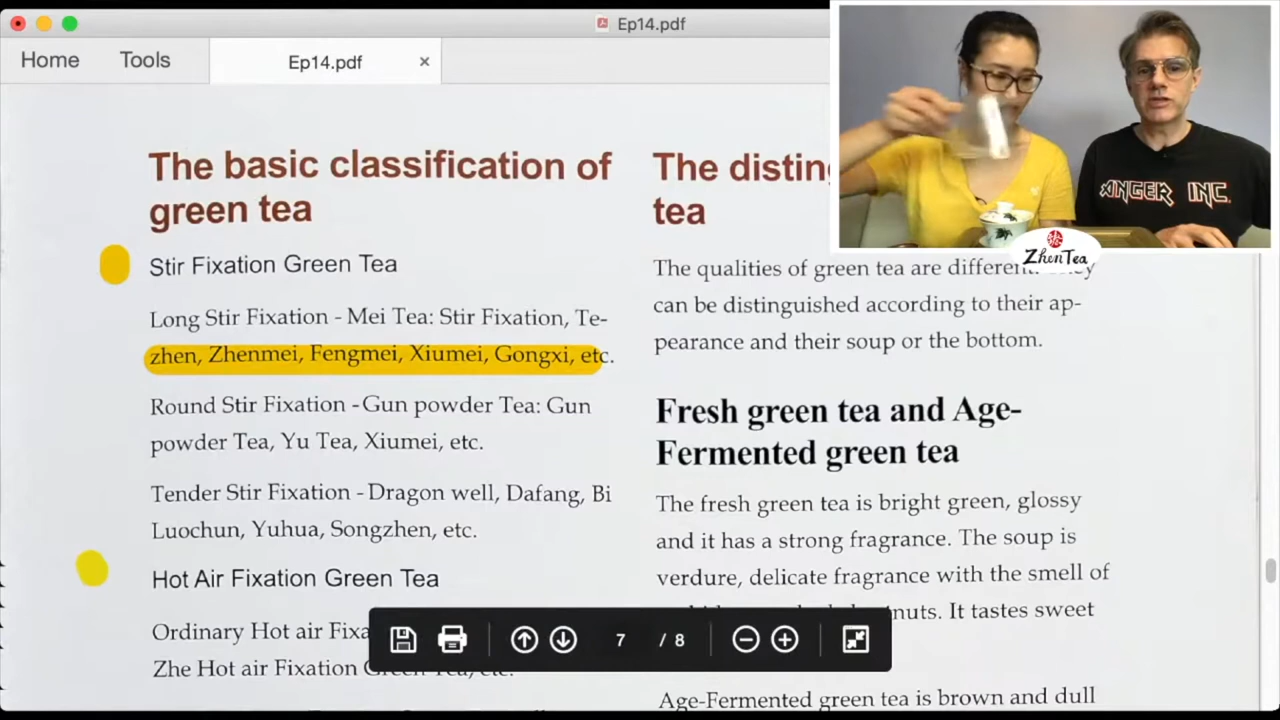 Ep14.pdf
Home
Tools
Ep14.pdf
The basic classification of
green tea
Stir Fixation Green Tea
Long Stir Fixation - Mei Tea: Stir Fixation, Te-
zhen, Zhenmei, Fengmei, Xiumei, Gongxi, etc.
Round Stir Fixation - Gun powder Tea: Gun
powder Tea, Yu Tea, Xiumei, etc.
Tender Stir Fixation - Dragon well, Dafang, Bi
Luochun, Yuhua, Songzhen, etc.
Hot Air Fixation Green Tea
Ordinary Hot air
Zhe Hot air Fixation
The
tea
The qualities of green tea are
can be distinguished according to their ap-
pearance and their soup or the bottom.
Fresh green tea and Age-
Fermented green tea
The fresh green tea is bright green, glossy
and it has a strong fragrance. The soup is
verdure, delicate fragrance with the smell of
It tastes sweet
Age-Fermented green tea is brown and dull
7 / 8
ANGER INC.
ZhenTea